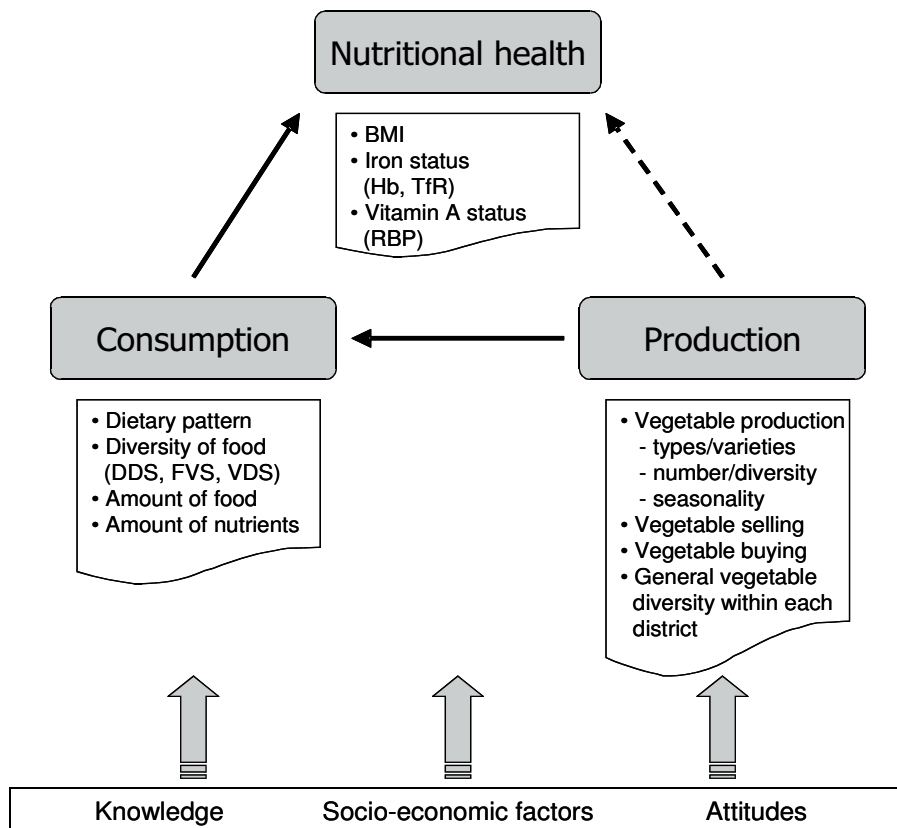 Nutritional health
• BMI
• Iron status
(Hb, TfR)
• Vitamin A status
(RBP)
Consumption
Production
• Dietary pattern
• Diversity of food
(DDS, FVS, VDS)
• Amount of food
• Amount of nutrients
• Vegetable production
- types/varieties
- number/diversity
- seasonality
• Vegetable selling
• Vegetable buying
• General vegetable
diversity within each
district
Knowledge
Socio-economic factors
Attitudes